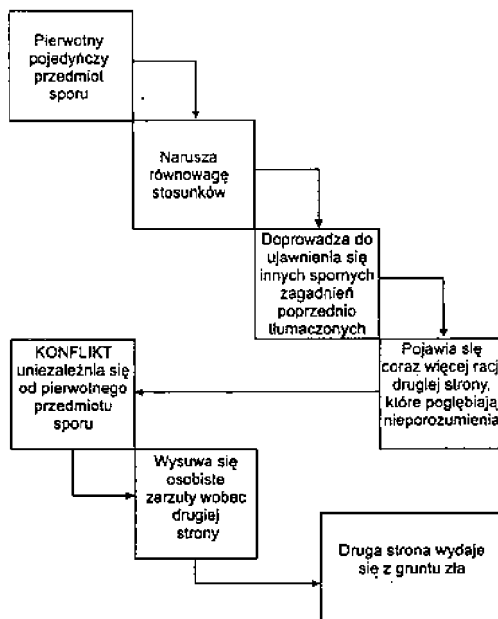 Pierwotny
pojedyńczy
przedmiot
sporu
Narusza
równowagę
stosunków
Doprowadza do
ujawnienia się
innych spornych
zagadnień
poprzednio
tłumaczonych
Pojawia się
coraz więcej racji
drugiej strony,
które pogłębiają
nieporozumienia
KONFLIKT
uniezależnia się
od pierwotnego
przedmiotu
sporu
Wysuwa się
osobiste
zarzuty wobec
drugiej
strony
Druga strona wydaje
się z gruntu zła